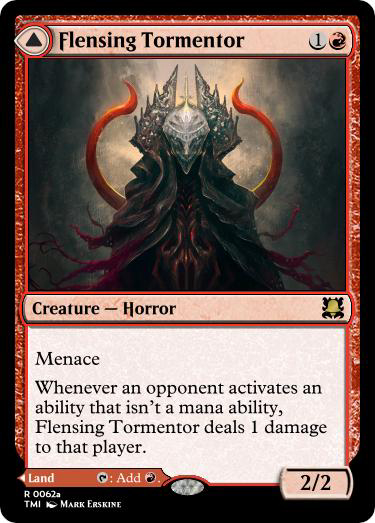 Flensing Tormentor 1
Creature — Horror
Menace
Whenever an opponent activates an
ability that isn't a mana ability,
Flensing Tormentor deals 1 damage
to that player.
Land : Add .
2/2
R 0062a
TMI Mark Erskine